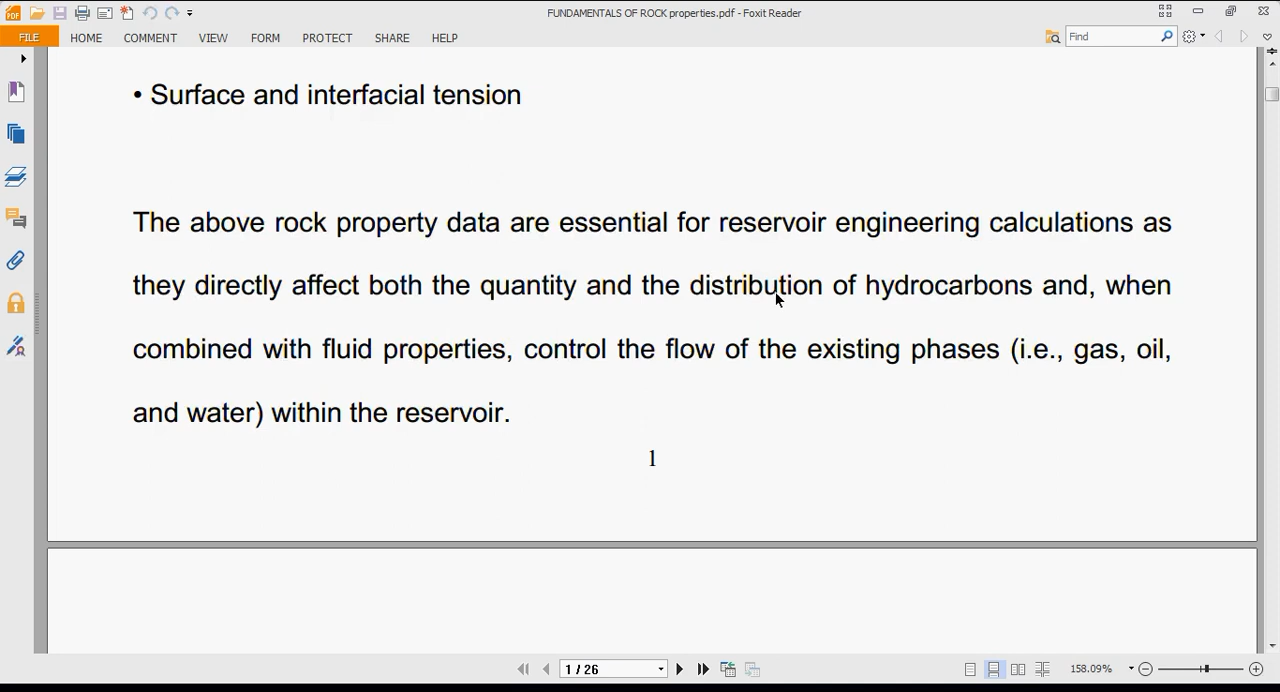 FUNDAMENTALS OF ROCK properties.pdf - Foxit Reader
FILE HOME COMMENT VIEW FORM PROTECT SHARE HELP Find
• Surface and interfacial tension
The above rock property data are essential for reservoir engineering calculations as
they directly affect both the quantity and the distribution of hydrocarbons and, when
combined with fluid properties, control the flow of the existing phases (i.e., gas, oil,
and water) within the reservoir.
1
1 / 26 158.09%